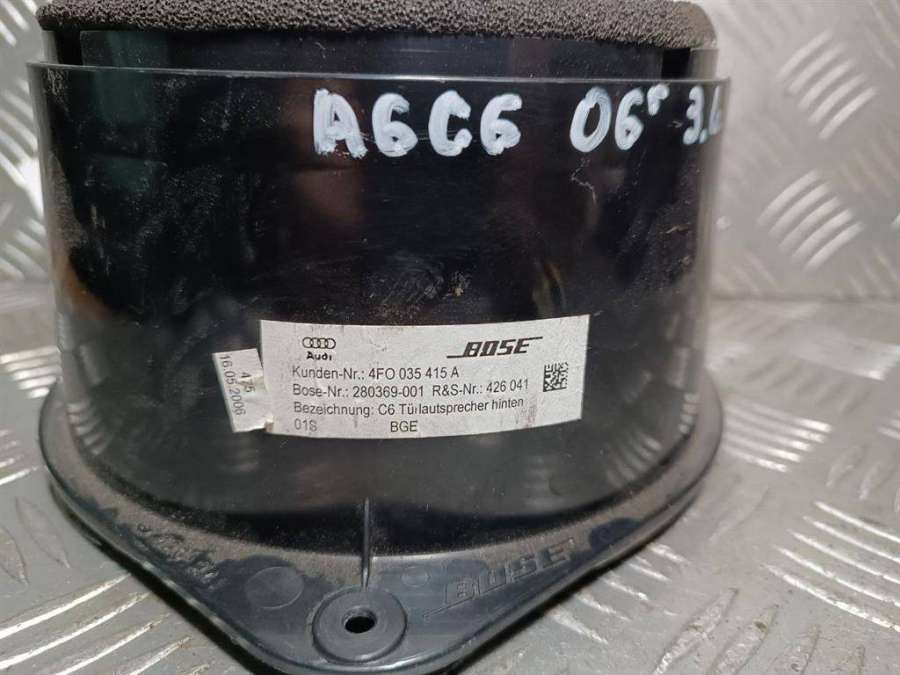 A6C6 06г 3.
Audi
BOSE
Kunden-Nr.: 4FO 035 415 A
Bose-Nr.: 280369-001 R&S-Nr.: 426 041
Bezeichnung: C6 Türlautsprecher hinten
01S BGE
415
16.05.2006
BOSE